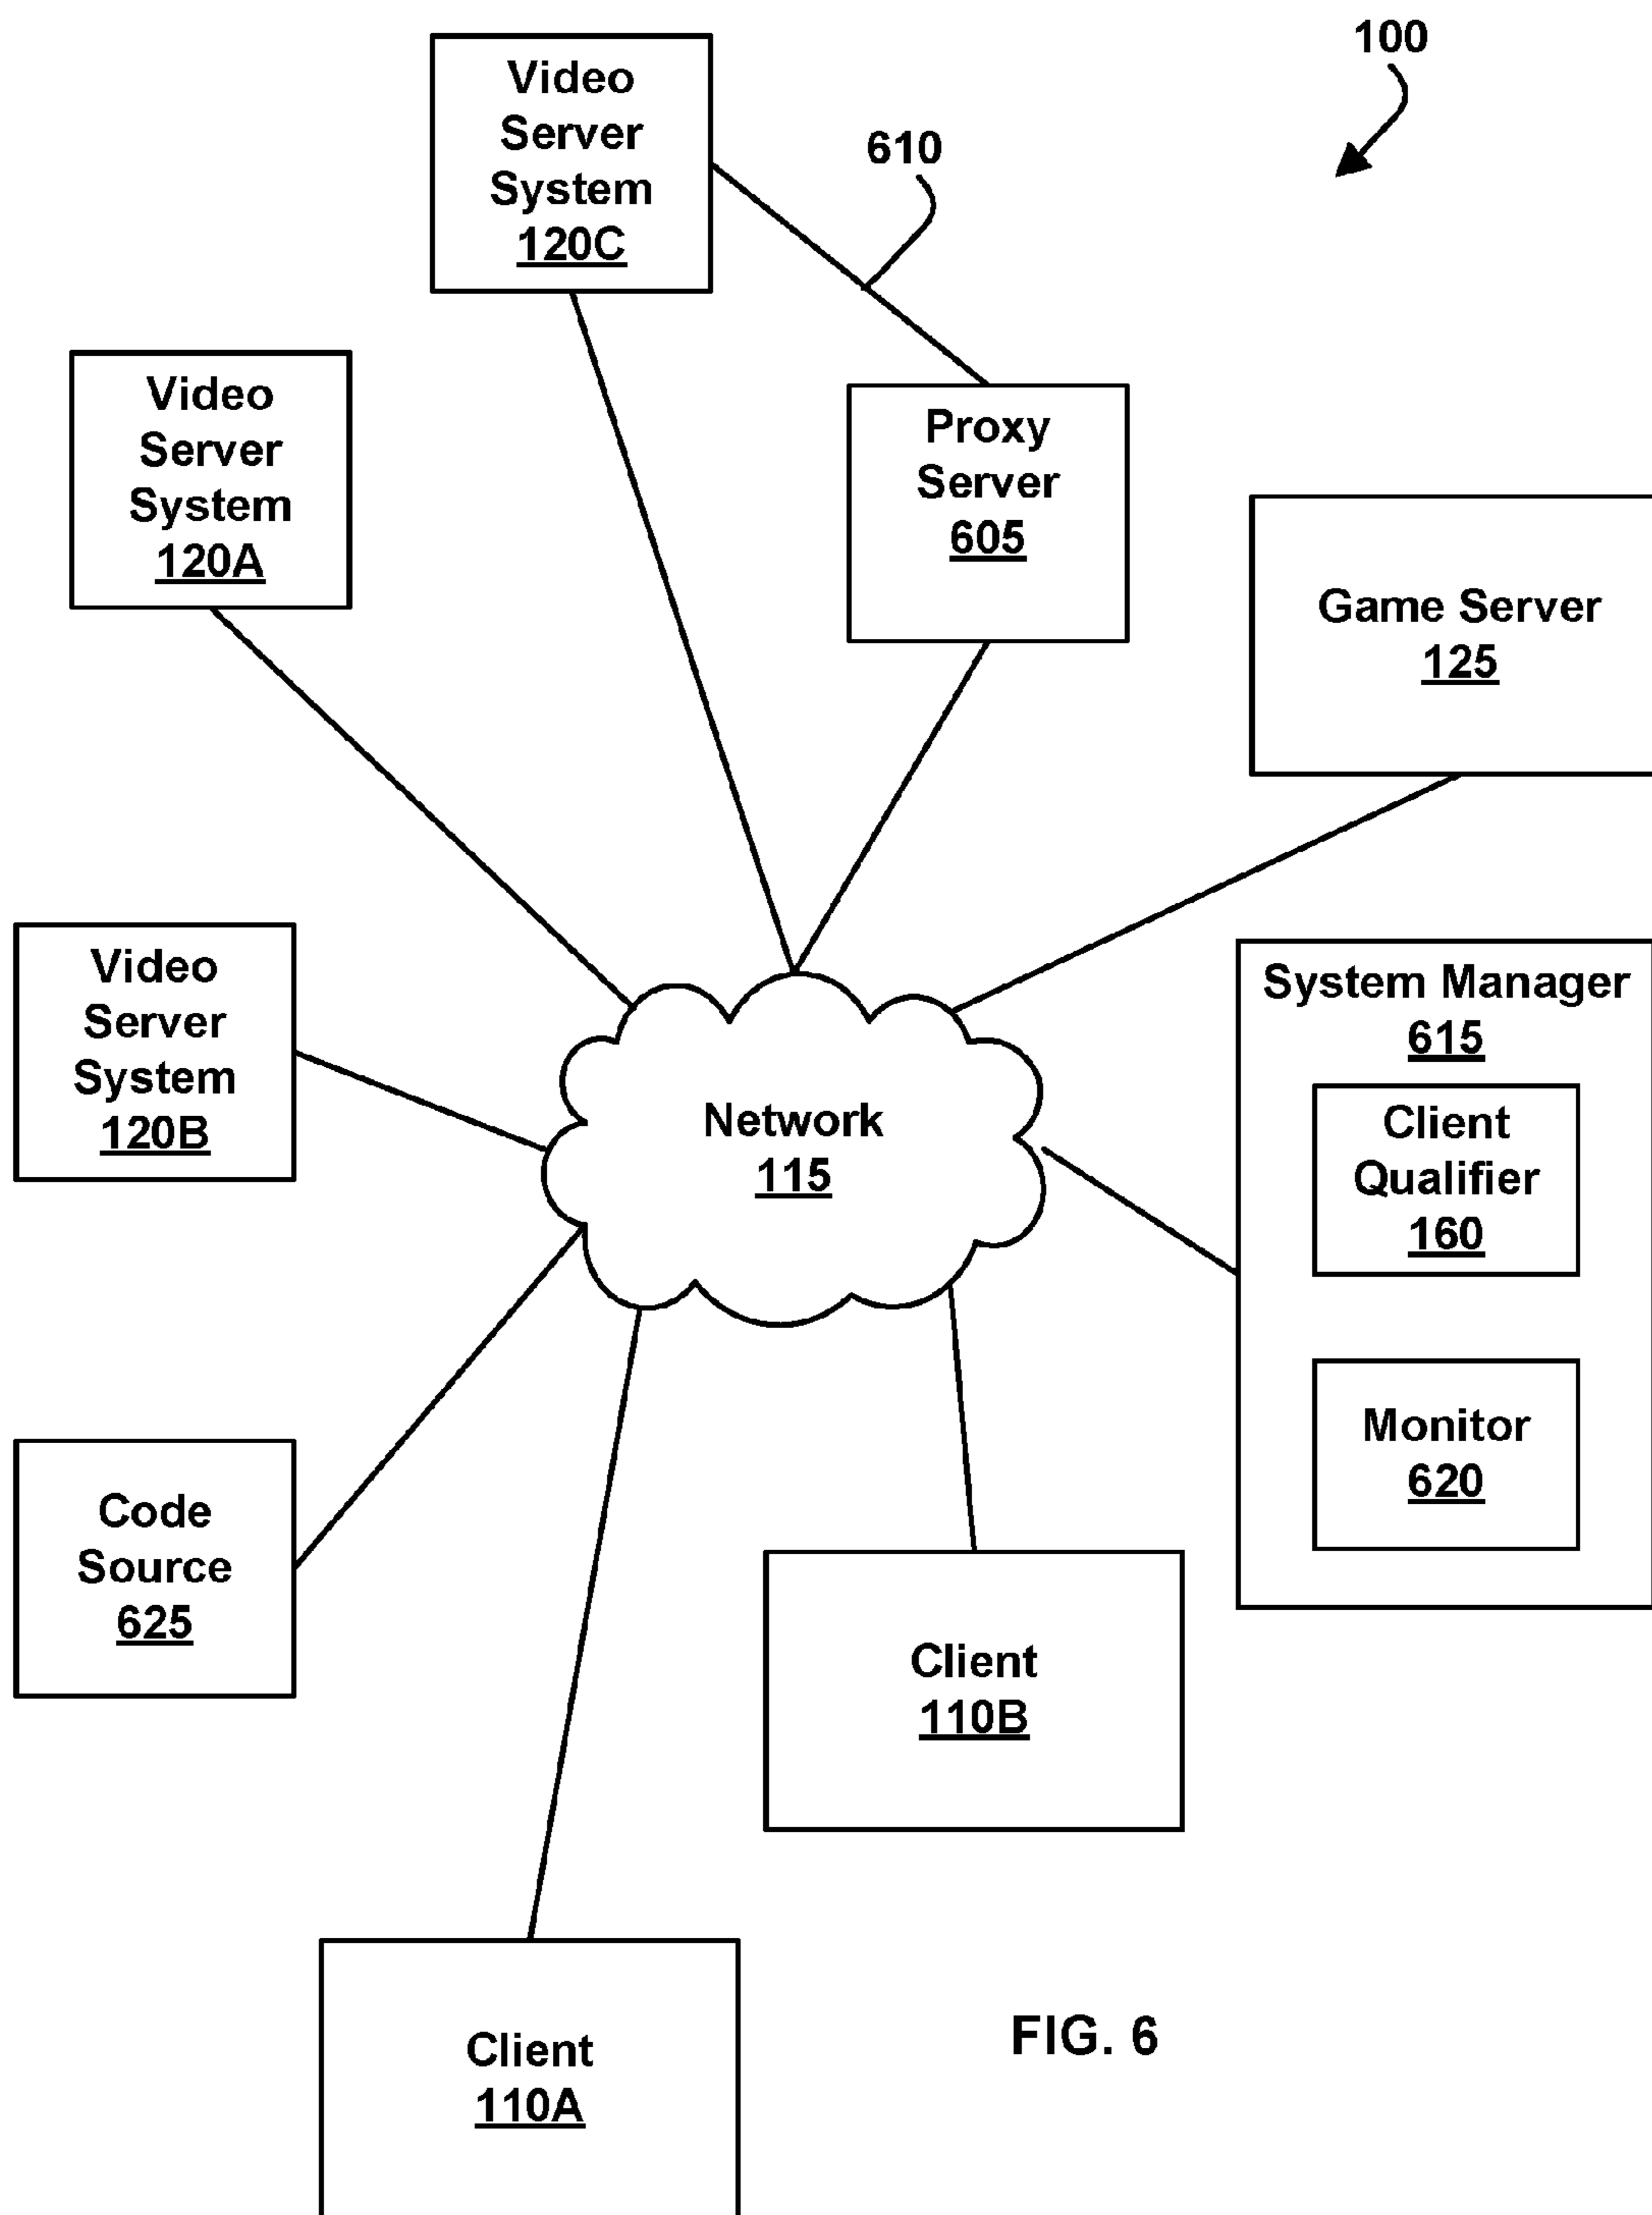 100
Video
Server
System
120C
610
Video
Server
System
120A
Proxy
Server
605
Game Server
125
Video
Server
System
120B
System Manager
615
Client
Qualifier
160
Monitor
620
Network
115
Code
Source
625
Client
110B
Client
110A
FIG. 6